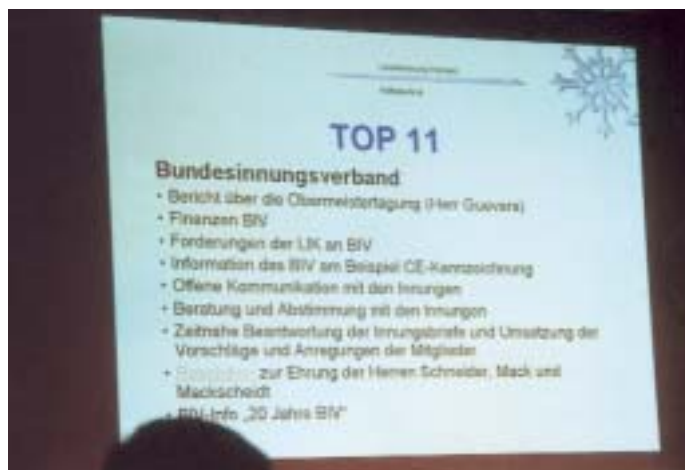 TOP 11
Bundesinnungsverband
• Bericht über die Obermeistertagung (Herr Guevara)
• Finanzen BIV
• Forderungen der LIK an BIV
• Information des BIV am Beispiel CE-Kennzeichnung
• Offene Kommunikation mit den Innungen
• Beratung und Abstimmung mit den Innungen
• Zeitnahe Beantwortung der Innungsbriefe und Umsetzung der
Vorschläge und Anregungen der Mitglieder
• zur Ehrung der Herren Schneider, Mack und
Mackscheidt
• BIV-Info „20 Jahre BIV"